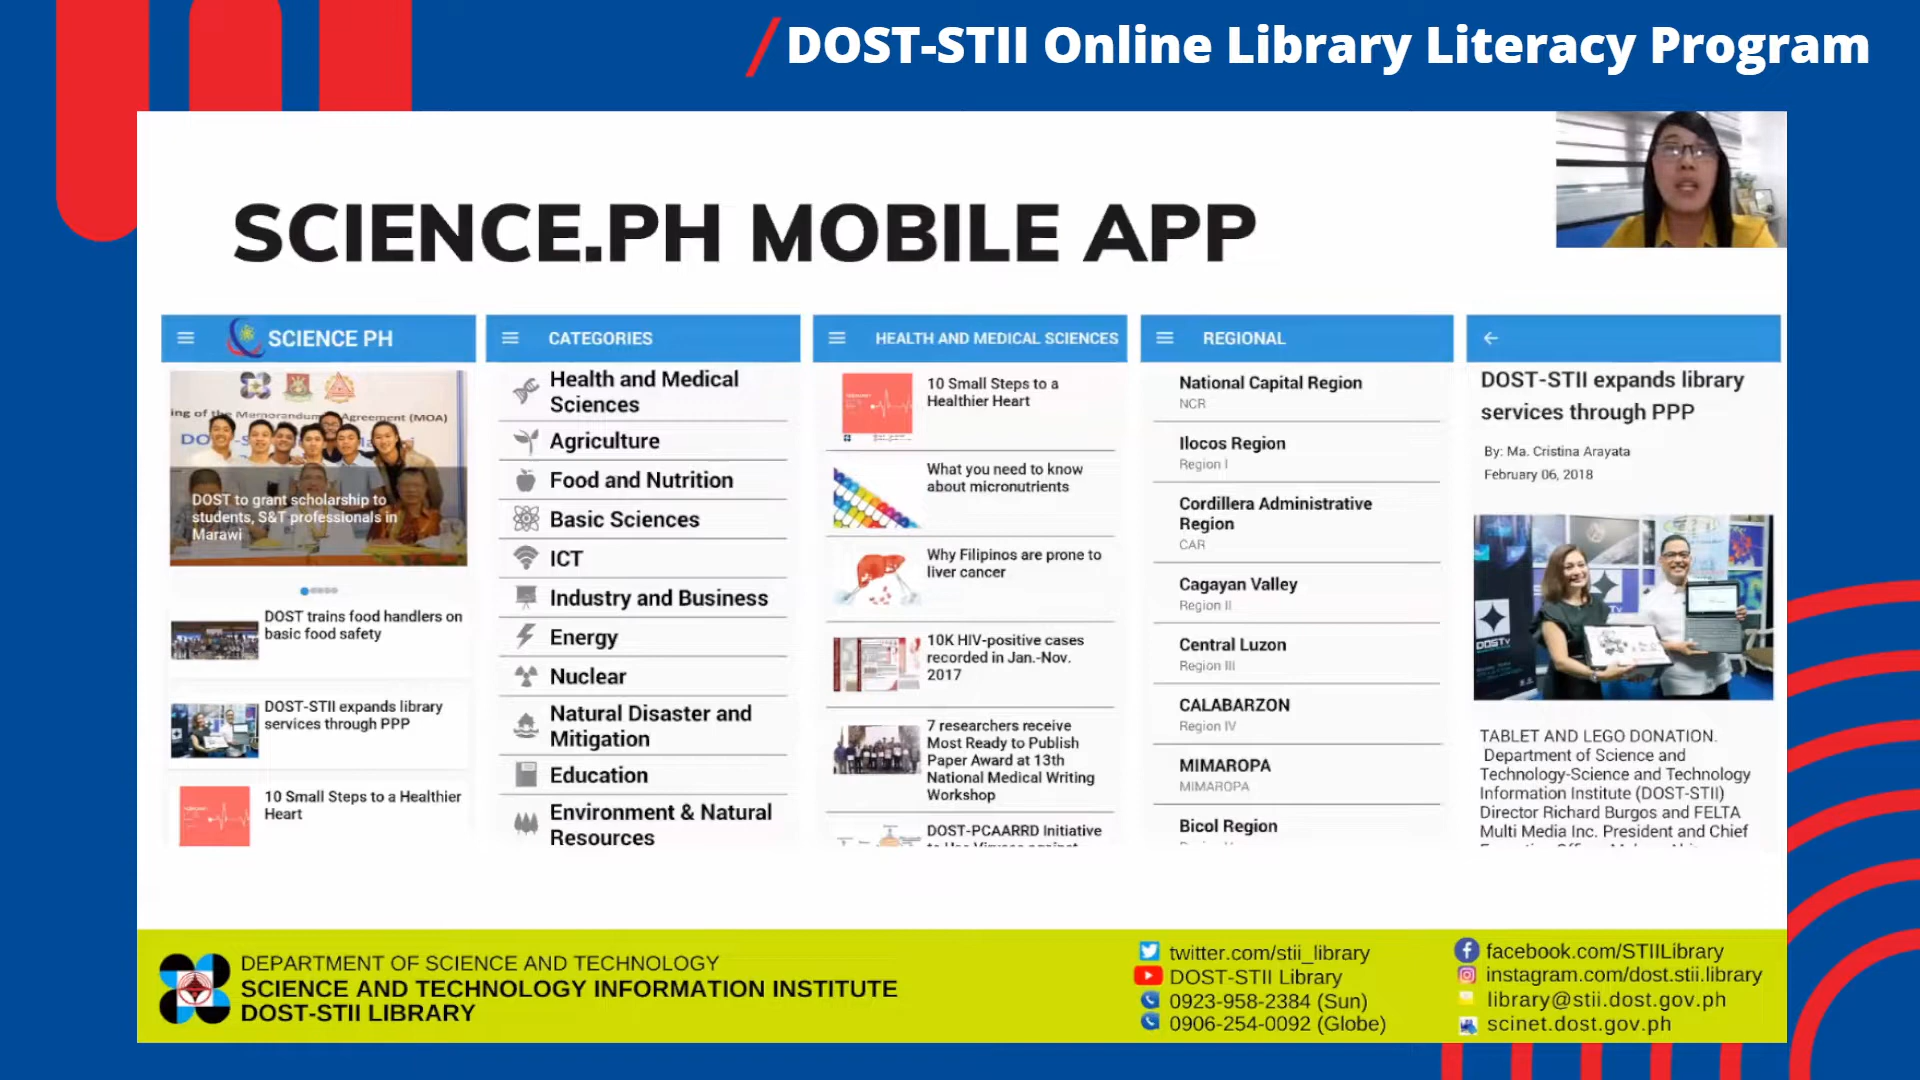 DOST-STII Online Library Literacy Program
SCIENCE.PH MOBILE APP
SCIENCE PH
ing of the Memorandum Agreement (MOA)
DOST to grant scholarship to
students, S&T professionals in
Marawi
DOST trains food handlers on
basic food safety
DOST-STII expands library
services through PPP
10 Small Steps to a Healthier
Heart
CATEGORIES
Health and Medical
Sciences
Agriculture
Food and Nutrition
Basic Sciences
ICT
Industry and Business
Energy
Nuclear
Natural Disaster and
Mitigation
Education
Environment & Natural
Resources
HEALTH AND MEDICAL SCIENCES
10 Small Steps to a
Healthier Heart
What you need to know
about micronutrients
Why Filipinos are prone to
liver cancer
10K HIV-positive cases
recorded in Jan.-Nov.
2017
7 researchers receive
Most Ready to Publish
Paper Award at 13th
National Medical Writing
Workshop
DOST-PCAARRD Initiative
REGIONAL
National Capital Region
NCR
Ilocos Region
Region I
Cordillera Administrative
Region
CAR
Cagayan Valley
Region II
Central Luzon
Region III
CALABARZON
Region IV
MIMAROPA
MIMAROPA
Bicol Region
DOST-STII expands library
services through PPP
By: Ma. Cristina Arayata
February 06, 2018
DOSTv
TABLET AND LEGO DONATION.
Department of Science and
Technology-Science and Technology
Information Institute (DOST-STII)
Director Richard Burgos and FELTA
Multi Media Inc. President and Chief
DEPARTMENT OF SCIENCE AND TECHNOLOGY
SCIENCE AND TECHNOLOGY INFORMATION INSTITUTE
DOST-STII LIBRARY
twitter.com/stii_library
DOST-STII Library
0923-958-2384 (Sun)
0906-254-0092 (Globe)
facebook.com/STIILibrary
instagram.com/dost.stii.library
library@stii.dost.gov.ph
scinet.dost.gov.ph